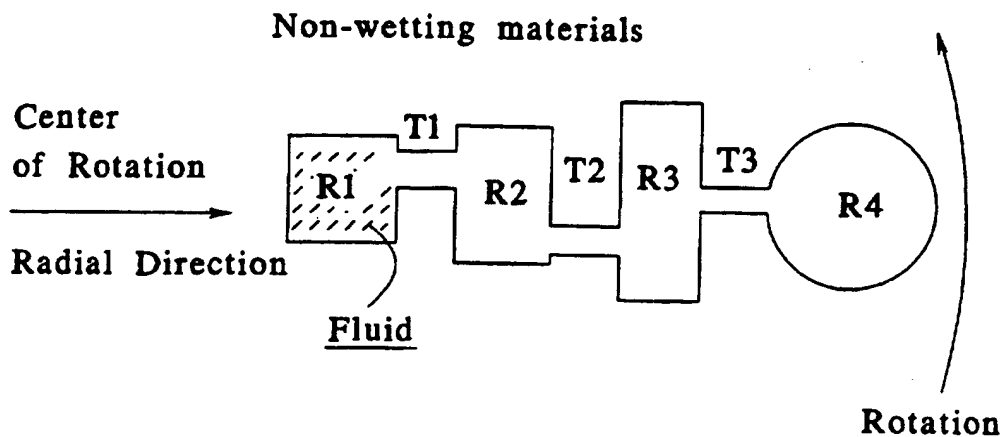 Non-wetting materials
Center
of Rotation
Radial Direction
T1
R1
R2
T2
R3
T3
R4
Fluid
Rotation